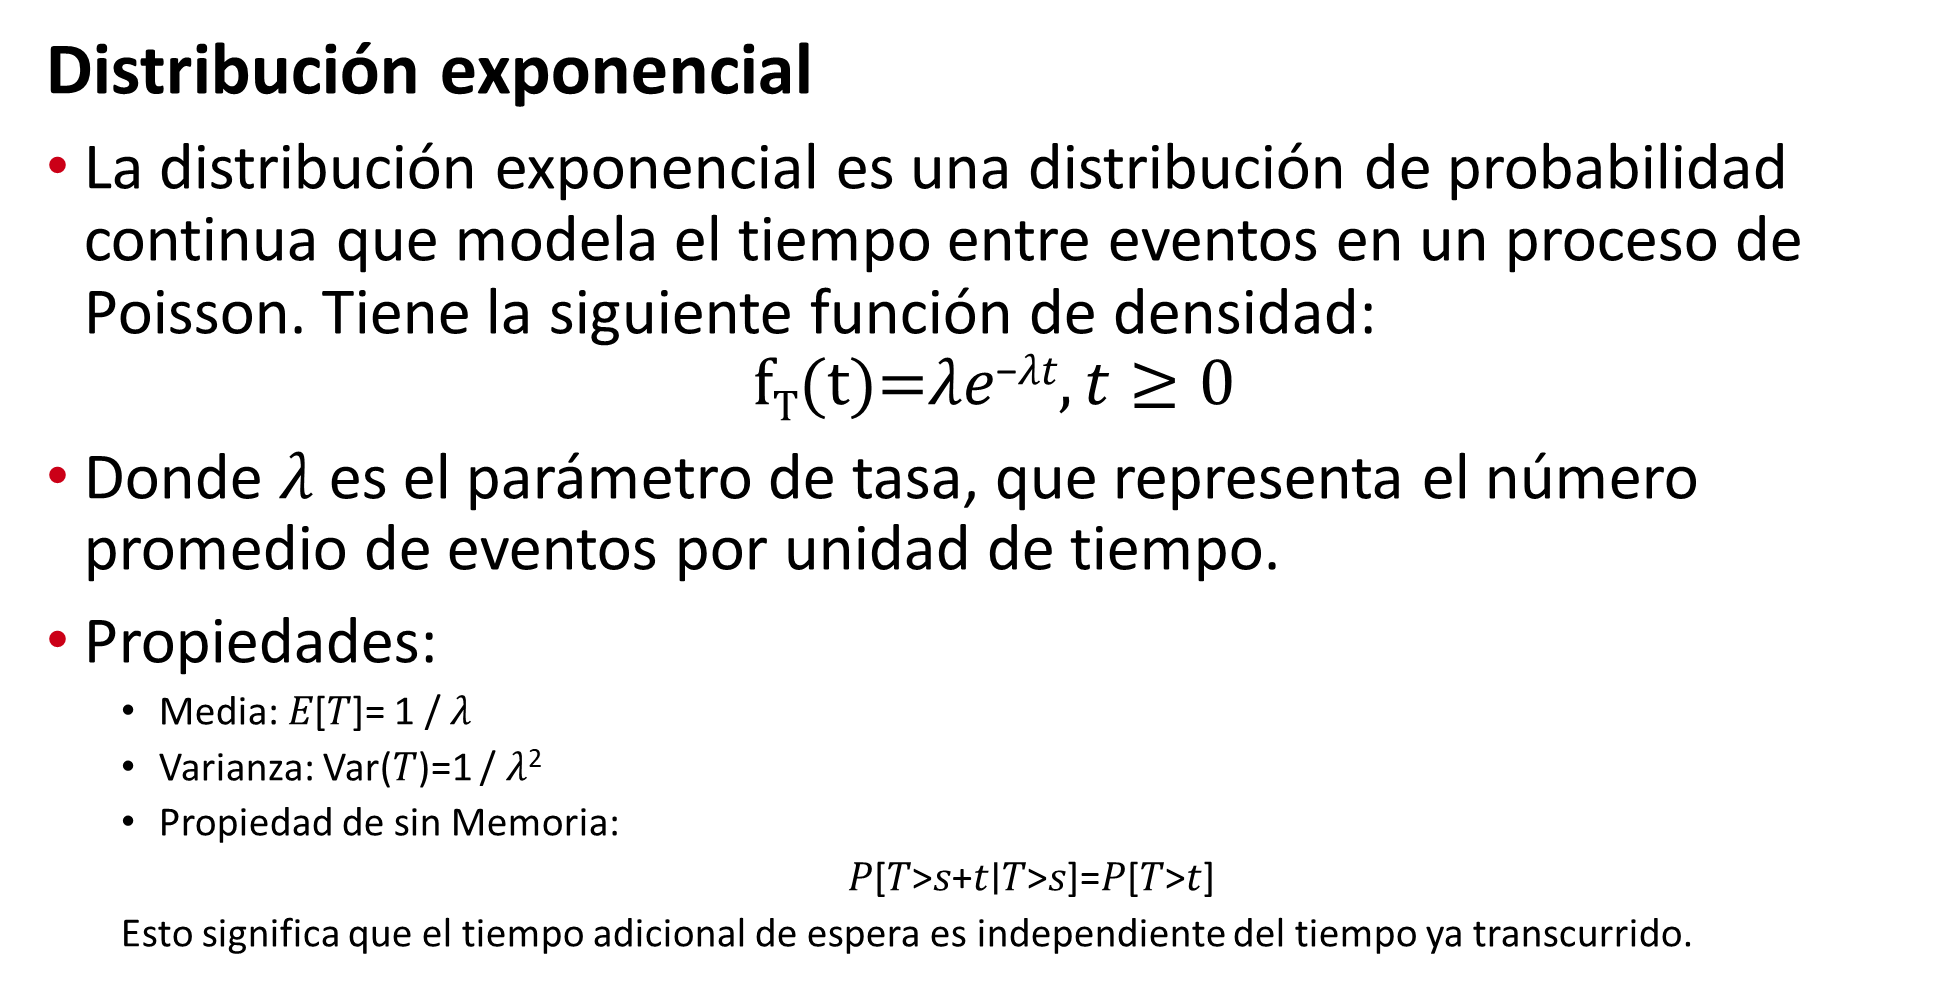 Distribución exponencial
• La distribución exponencial es una distribución de probabilidad
continua que modela el tiempo entre eventos en un proceso de
Poisson. Tiene la siguiente función de densidad:
f_T(t)=λe^{−λt}, t ≥ 0
• Donde λ es el parámetro de tasa, que representa el número
promedio de eventos por unidad de tiempo.
• Propiedades:
• Media: E[T]= 1 / λ
• Varianza: Var(T)=1 / λ²
• Propiedad de sin Memoria:
P[T>s+t|T>s]=P[T>t]
Esto significa que el tiempo adicional de espera es independiente del tiempo ya transcurrido.